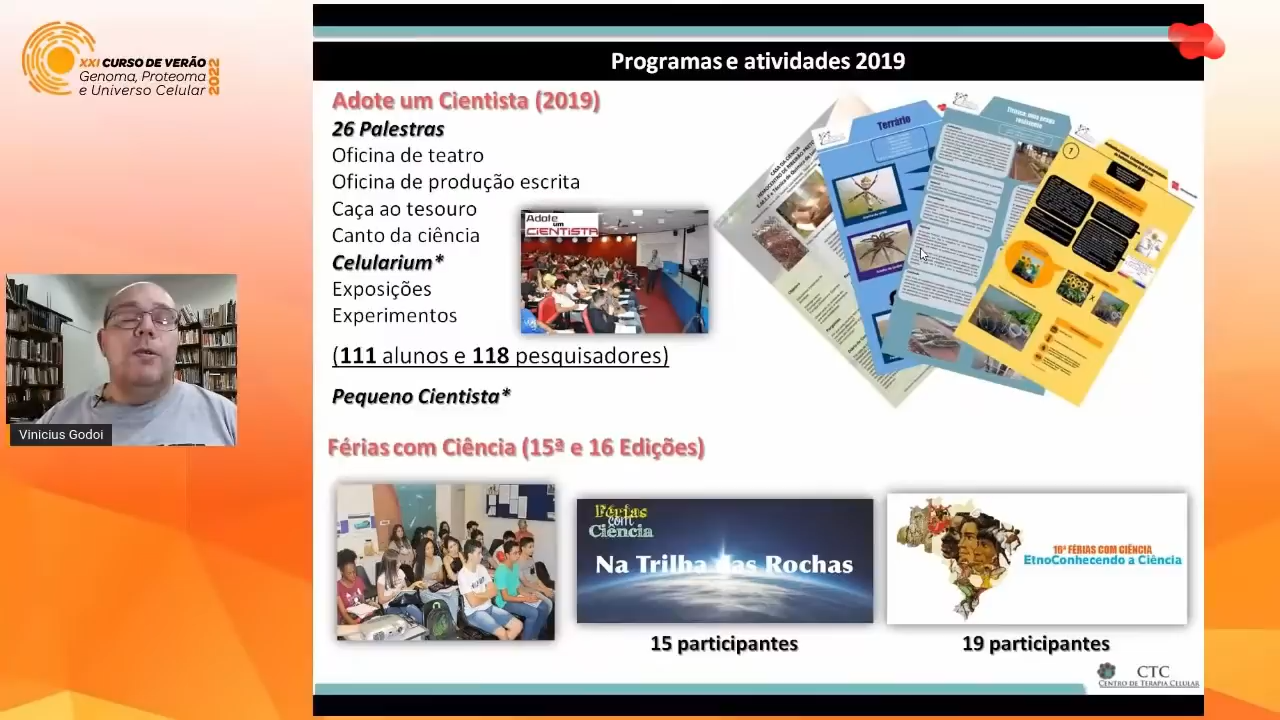 XXI CURSO DE VERÃO
Genoma, Proteoma
e Universo Celular
2022
Programas e atividades 2019
Adote um Cientista (2019)
26 Palestras
Oficina de teatro
Oficina de produção escrita
Caça ao tesouro
Canto da ciência
Celularium*
Exposições
Experimentos
(111 alunos e 118 pesquisadores)
Pequeno Cientista*
Adote
um
CIENTISTA
Terrário
1
Vinicius Godoi
Férias com Ciência (15ª e 16 Edições)
Férias
com
Ciência
Na Trilha das Rochas
16ª FÉRIAS COM CIÊNCIA
EtnoConhecendo a Ciência
15 participantes
19 participantes
CTC
CENTRO DE TERAPIA CELULAR